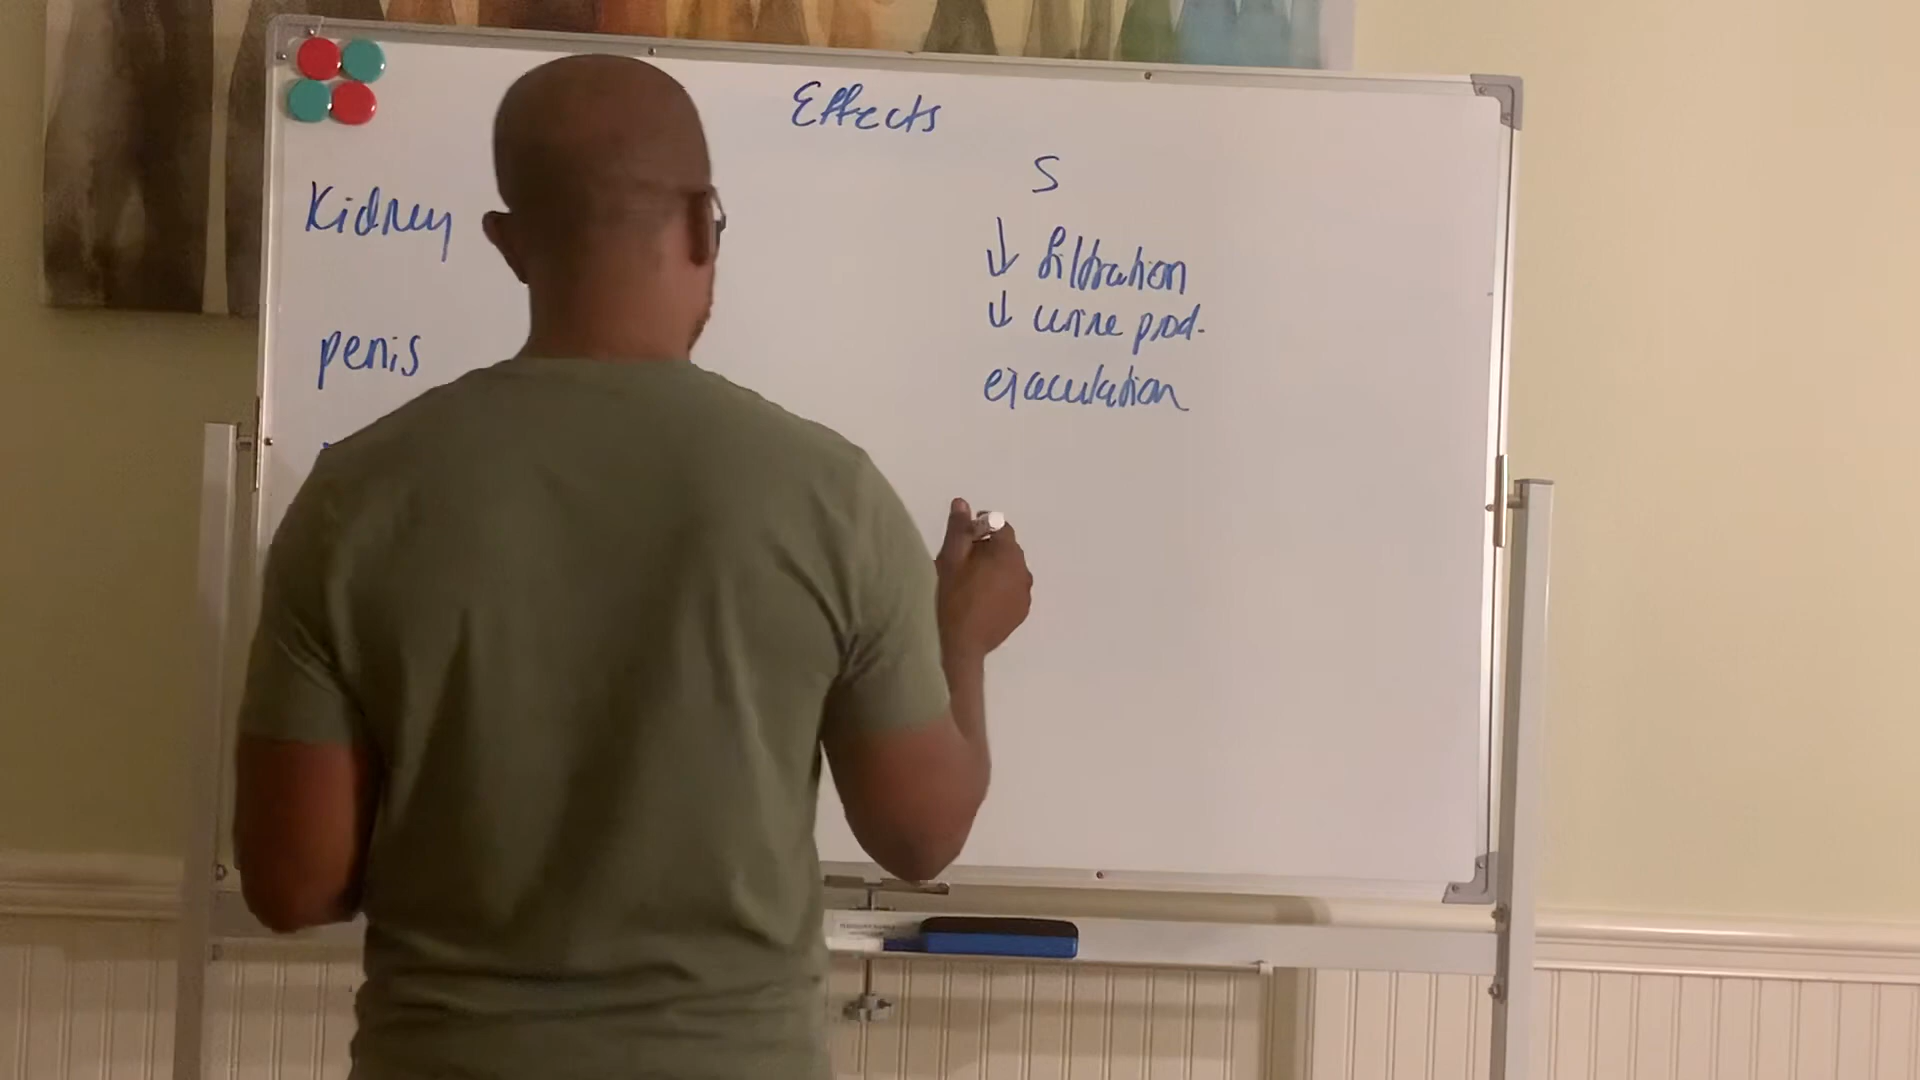 Effects
S
Kidney
↓ filtration
↓ urine prod.
penis
ejaculation